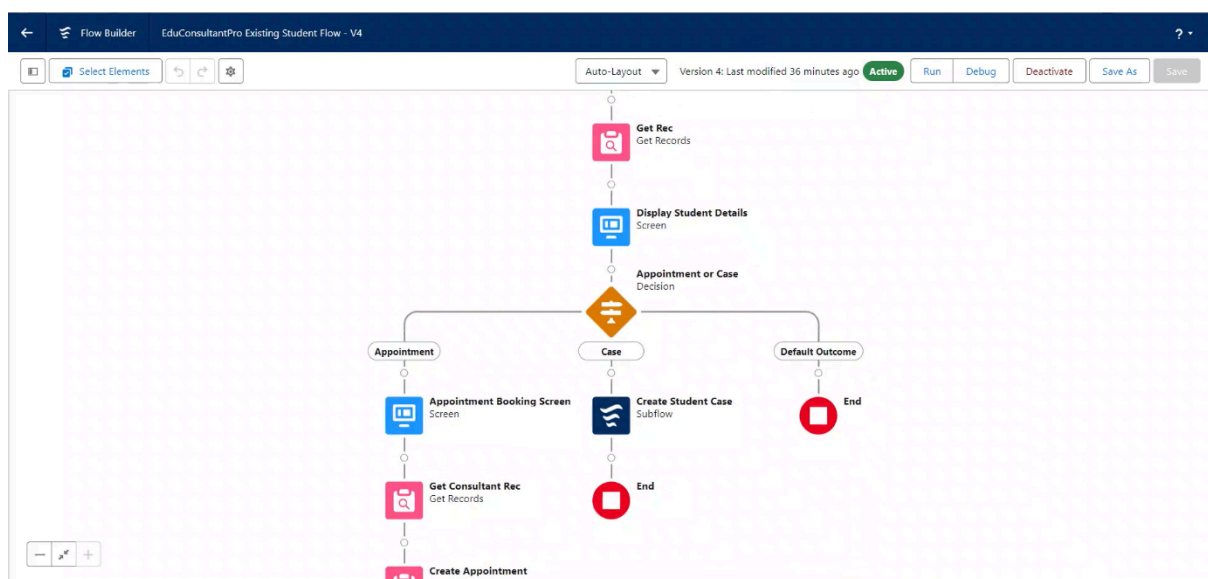 Flow Builder EduConsultantPro Existing Student Flow - V4 ?
Select Elements Auto-Layout Version 4: Last modified 36 minutes ago Active Run Debug Deactivate Save As Save
Get Rec
Get Records
Display Student Details
Screen
Appointment or Case
Decision
Appointment Case Default Outcome
Appointment Booking Screen Create Student Case End
Screen Subflow
Get Consultant Rec End
Get Records
Create Appointment